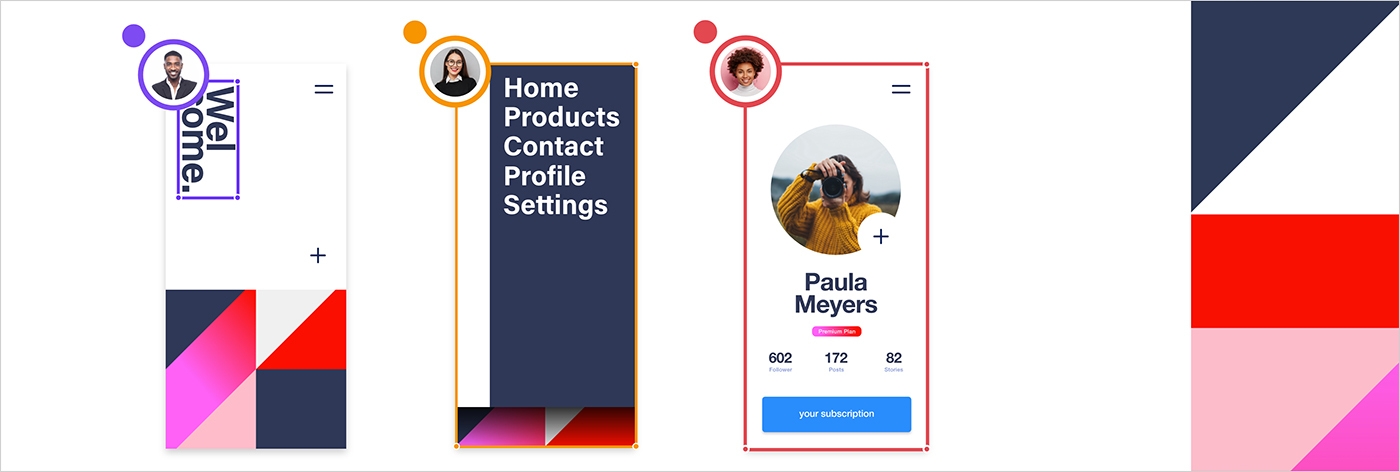 Wel
come.
Home
Products
Contact
Profile
Settings
Paula
Meyers
Premium Plan
602
172
82
Follower
Posts
Stories
your subscription